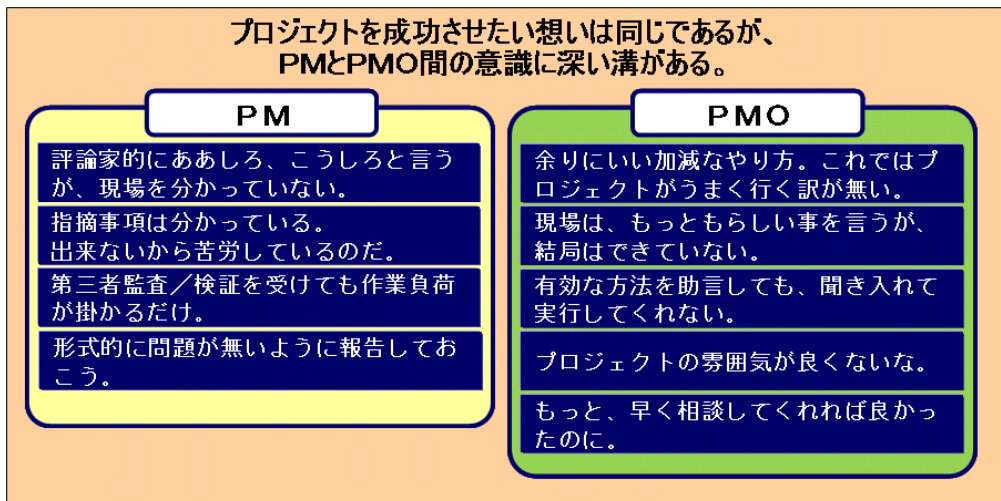 プロジェクトを成功させたい想いは同じであるが、
PMとPMO間の意識に深い溝がある。
PM
評論家的にああしろ、こうしろと言う
が、現場を分かっていない。
指摘事項は分かっている。
出来ないから苦労しているのだ。
第三者監査／検証を受けても作業負荷
が掛かるだけ。
形式的に問題が無いように報告してお
こう。
PMO
余りにいい加減なやり方。これではプ
ロジェクトがうまく行く訳が無い。
現場は、もっともらしい事を言うが、
結局はできていない。
有効な方法を助言しても、聞き入れて
実行してくれない。
プロジェクトの雰囲気が良くないな。
もっと、早く相談してくれれば良かっ
たのに。